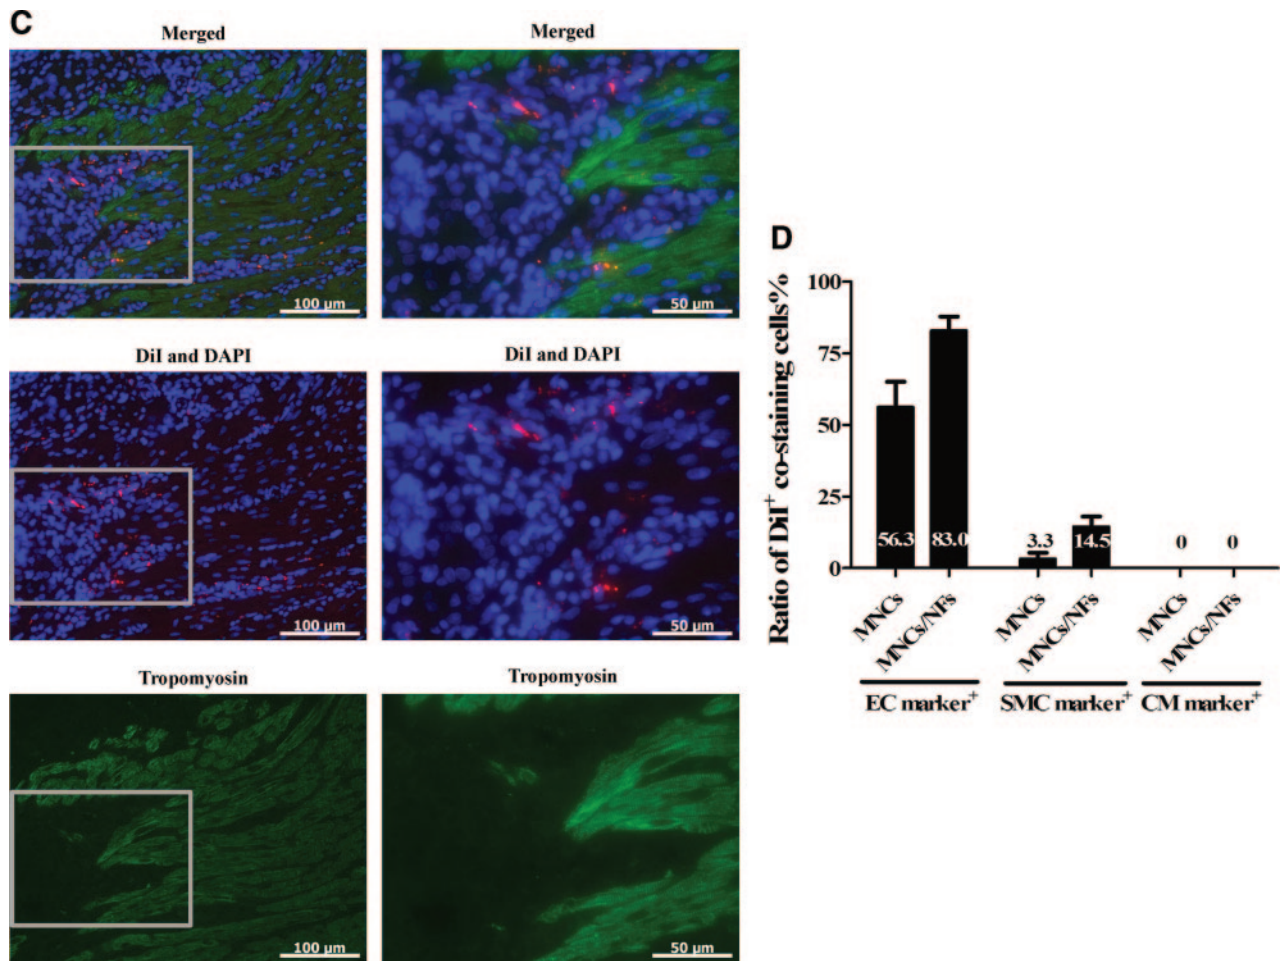 C
Merged
Merged
100 µm
50 µm
DiI and DAPI
DiI and DAPI
100 µm
50 µm
Tropomyosin
Tropomyosin
100 µm
50 µm
D
Ratio of DiI⁺ co-staining cells%
100
75
50
25
0
56.3
83.0
3.3
14.5
0
0
MNCs
MNCs/NFs
MNCs
MNCs/NFs
MNCs
MNCs/NFs
EC marker⁺
SMC marker⁺
CM marker⁺